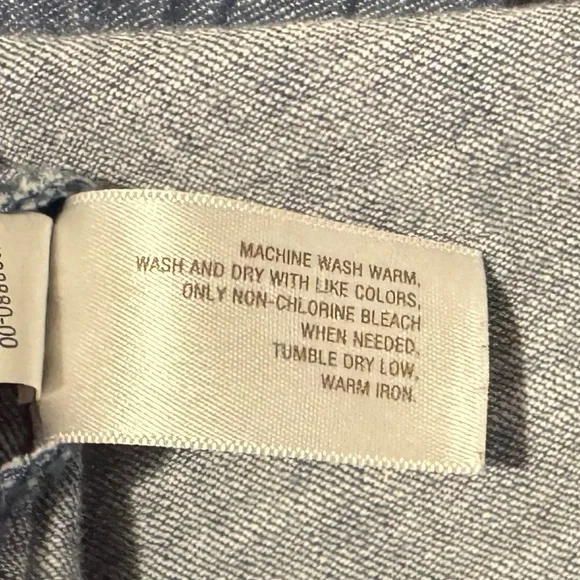 MACHINE WASH WARM,
WASH AND DRY WITH LIKE COLORS,
ONLY NON-CHLORINE BLEACH
WHEN NEEDED,
TUMBLE DRY LOW,
WARM IRON.